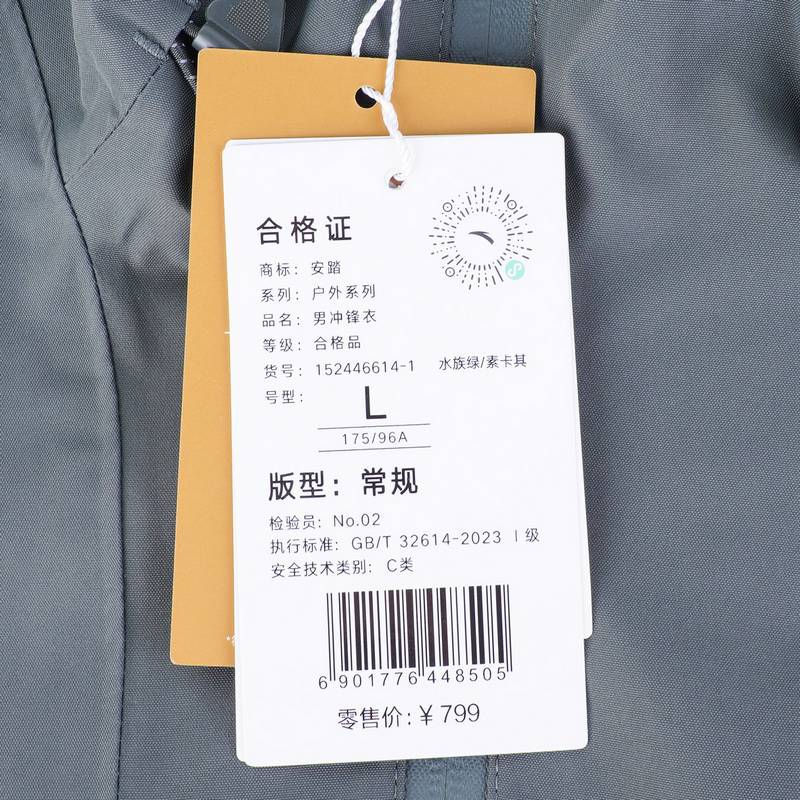 合格证
商标：安踏
系列：户外系列
品名：男冲锋衣
等级：合格品
货号：152446614-1 水族绿/素卡其
号型：L
175/96A
版型：常规
检验员：No.02
执行标准：GB/T 32614-2023 Ⅰ级
安全技术类别：C类
6 901776 448505
零售价：¥799